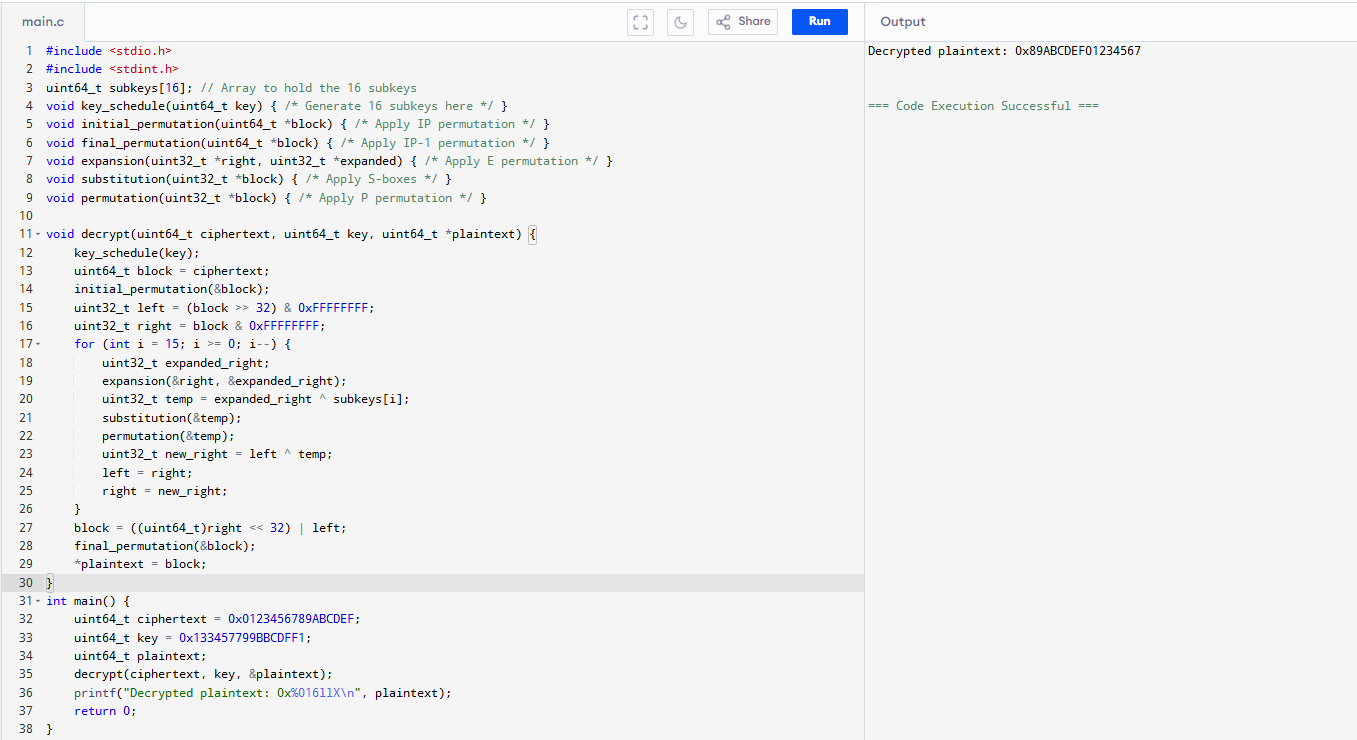 main.c
Share
Run
Output
1 #include <stdio.h>
2 #include <stdint.h>
3 uint64_t subkeys[16]; // Array to hold the 16 subkeys
4 void key_schedule(uint64_t key) { /* Generate 16 subkeys here */ }
5 void initial_permutation(uint64_t *block) { /* Apply IP permutation */ }
6 void final_permutation(uint64_t *block) { /* Apply IP-1 permutation */ }
7 void expansion(uint32_t *right, uint32_t *expanded) { /* Apply E permutation */ }
8 void substitution(uint32_t *block) { /* Apply S-boxes */ }
9 void permutation(uint32_t *block) { /* Apply P permutation */ }
10
11 void decrypt(uint64_t ciphertext, uint64_t key, uint64_t *plaintext) {
12     key_schedule(key);
13     uint64_t block = ciphertext;
14     initial_permutation(&block);
15     uint32_t left = (block >> 32) & 0xFFFFFFFF;
16     uint32_t right = block & 0xFFFFFFFF;
17     for (int i = 15; i >= 0; i--) {
18         uint32_t expanded_right;
19         expansion(&right, &expanded_right);
20         uint32_t temp = expanded_right ^ subkeys[i];
21         substitution(&temp);
22         permutation(&temp);
23         uint32_t new_right = left ^ temp;
24         left = right;
25         right = new_right;
26     }
27     block = ((uint64_t)right << 32) | left;
28     final_permutation(&block);
29     *plaintext = block;
30 }
31 int main() {
32     uint64_t ciphertext = 0x0123456789ABCDEF;
33     uint64_t key = 0x133457799BBCDFF1;
34     uint64_t plaintext;
35     decrypt(ciphertext, key, &plaintext);
36     printf("Decrypted plaintext: 0x%016llX\n", plaintext);
37     return 0;
38 }
Decrypted plaintext: 0x89ABCDEF01234567
=== Code Execution Successful ===